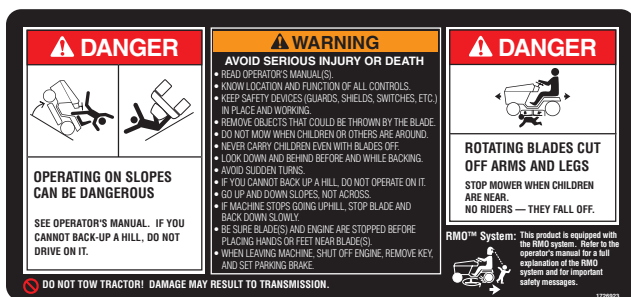 DANGER
OPERATING ON SLOPES
CAN BE DANGEROUS
SEE OPERATOR'S MANUAL. IF YOU
CANNOT BACK-UP A HILL, DO NOT
DRIVE ON IT.
WARNING
AVOID SERIOUS INJURY OR DEATH
• READ OPERATOR'S MANUAL(S).
• KNOW LOCATION AND FUNCTION OF ALL CONTROLS.
• KEEP SAFETY DEVICES (GUARDS, SHIELDS, SWITCHES, ETC.)
IN PLACE AND WORKING.
• REMOVE OBJECTS THAT COULD BE THROWN BY THE BLADE.
• DO NOT MOW WHEN CHILDREN OR OTHERS ARE AROUND.
• NEVER CARRY CHILDREN EVEN WITH BLADES OFF.
• LOOK DOWN AND BEHIND BEFORE AND WHILE BACKING.
• AVOID SUDDEN TURNS.
• IF YOU CANNOT BACK UP A HILL, DO NOT OPERATE ON IT.
• GO UP AND DOWN SLOPES, NOT ACROSS.
• IF MACHINE STOPS GOING UPHILL, STOP BLADE AND
BACK DOWN SLOWLY.
• BE SURE BLADE(S) AND ENGINE ARE STOPPED BEFORE
PLACING HANDS OR FEET NEAR BLADE(S).
• WHEN LEAVING MACHINE, SHUT OFF ENGINE, REMOVE KEY,
AND SET PARKING BRAKE.
DANGER
ROTATING BLADES CUT
OFF ARMS AND LEGS
STOP MOWER WHEN CHILDREN
ARE NEAR.
NO RIDERS — THEY FALL OFF.
RMO™ System: This product is equipped with
the RMO system. Refer to the
operator's manual for a full
explanation of the RMO
system and for important
safety messages.
DO NOT TOW TRACTOR! DAMAGE MAY RESULT TO TRANSMISSION.
1726923